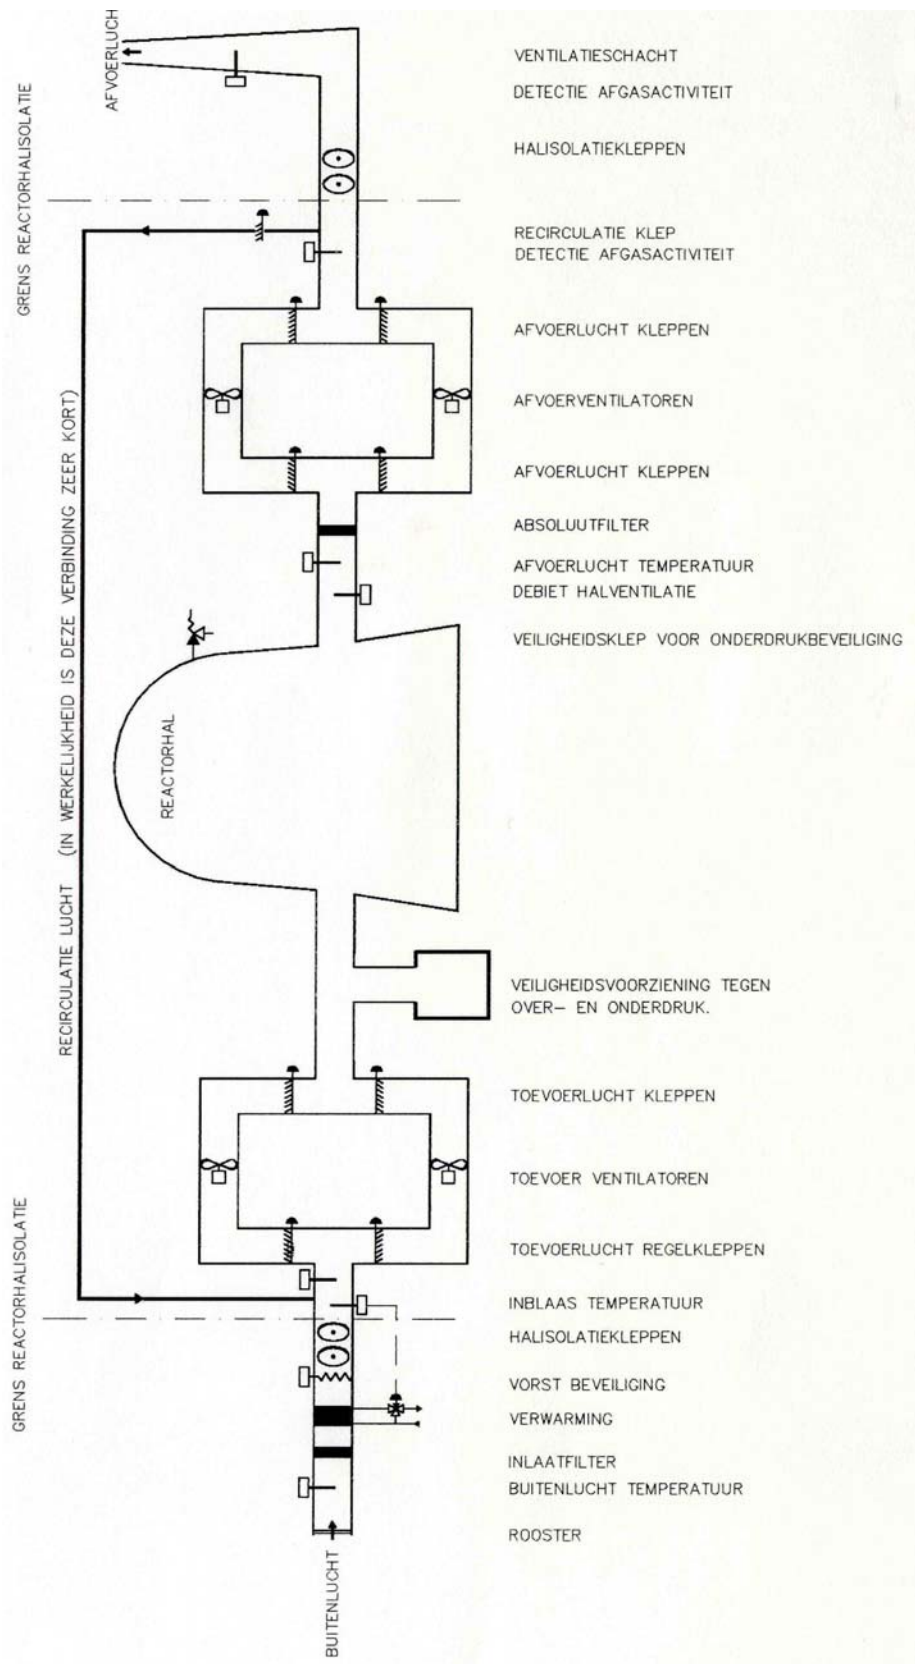 AFVOERLUCHT
VENTILATIESCHACHT
DETECTIE AFGASACTIVITEIT
HALISOLATIEKLEPPEN
GRENS REACTORHALISOLATIE
RECIRCULATIE KLEP
DETECTIE AFGASACTIVITEIT
AFVOERLUCHT KLEPPEN
AFVOERVENTILATOREN
AFVOERLUCHT KLEPPEN
ABSOLUUTFILTER
AFVOERLUCHT TEMPERATUUR
DEBIET HALVENTILATIE
VEILIGHEIDSKLEP VOOR ONDERDRUKBEVEILIGING
REACTORHAL
RECIRCULATIE LUCHT (IN WERKELIJKHEID IS DEZE VERBINDING ZEER KORT)
VEILIGHEIDSVOORZIENING TEGEN
OVER- EN ONDERDRUK.
TOEVOERLUCHT KLEPPEN
TOEVOER VENTILATOREN
TOEVOERLUCHT REGELKLEPPEN
GRENS REACTORHALISOLATIE
INBLAAS TEMPERATUUR
HALISOLATIEKLEPPEN
VORST BEVEILIGING
VERWARMING
INLAATFILTER
BUITENLUCHT TEMPERATUUR
ROOSTER
BUITENLUCHT